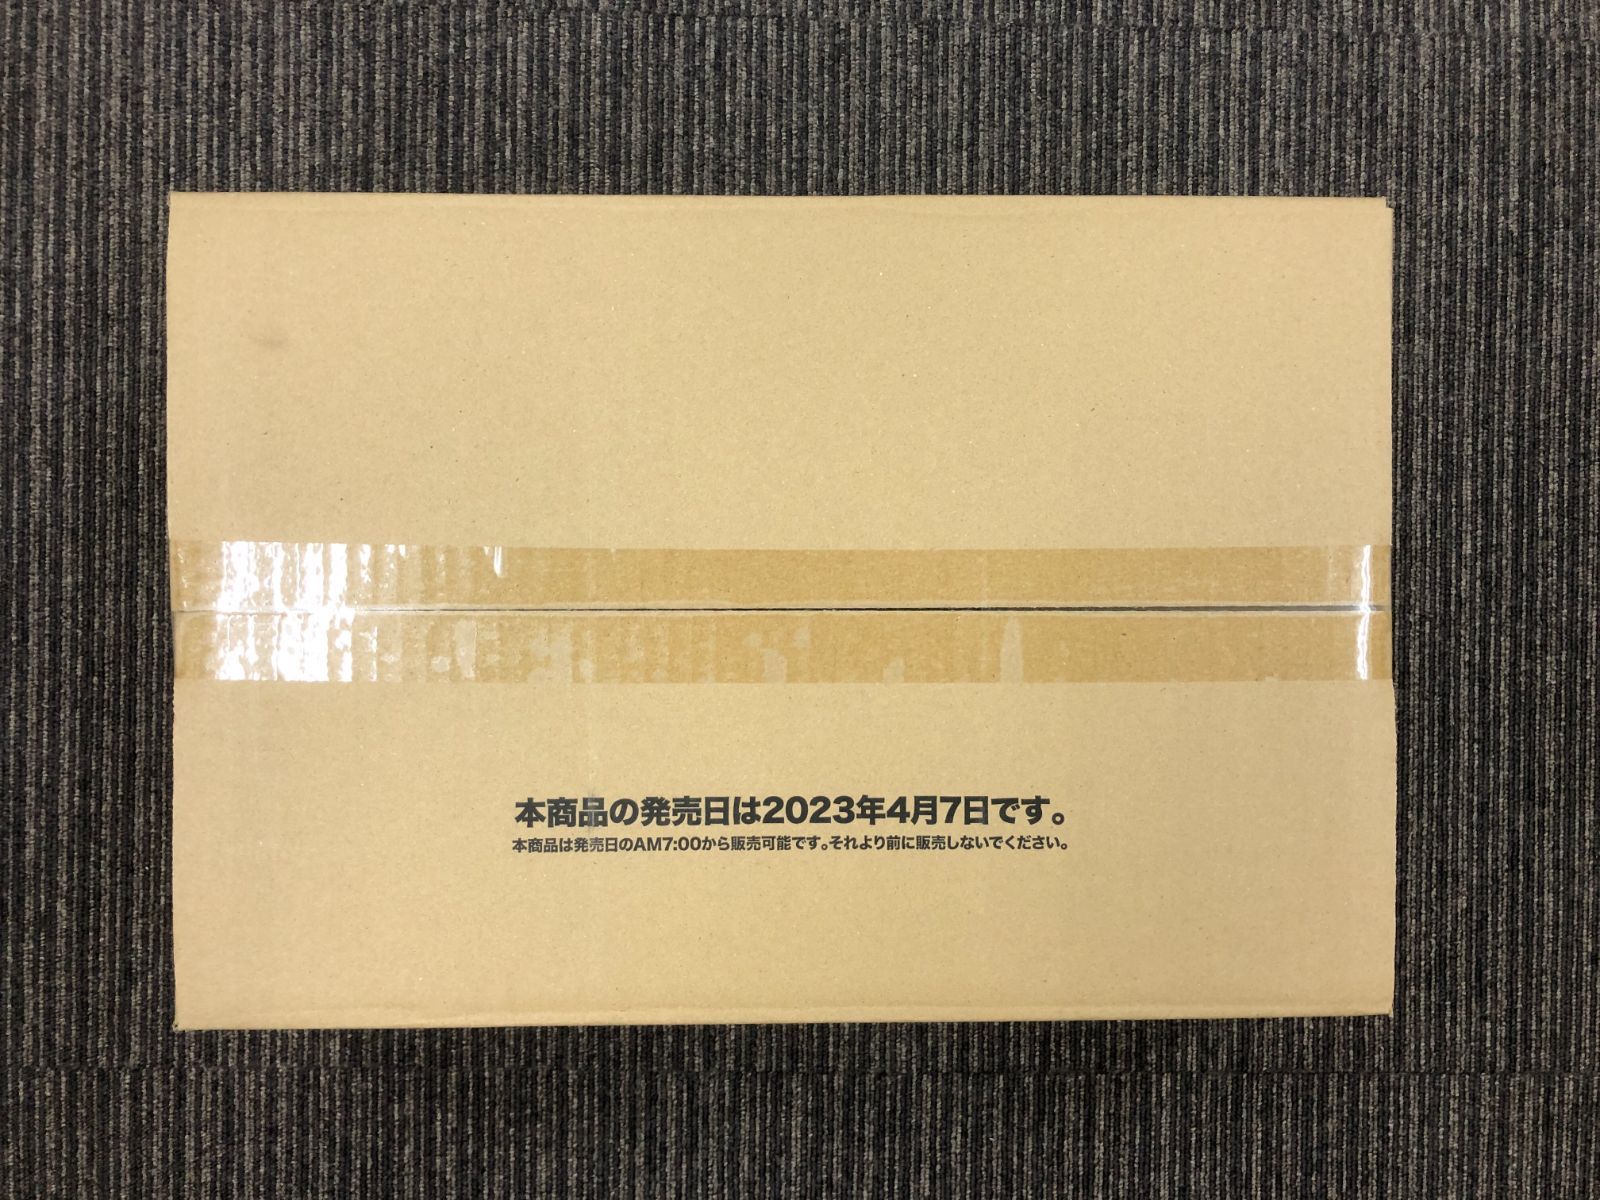 本商品の発売日は2023年4月7日です。
本商品は発売日のAM7:00から販売可能です。それより前に販売しないでください。